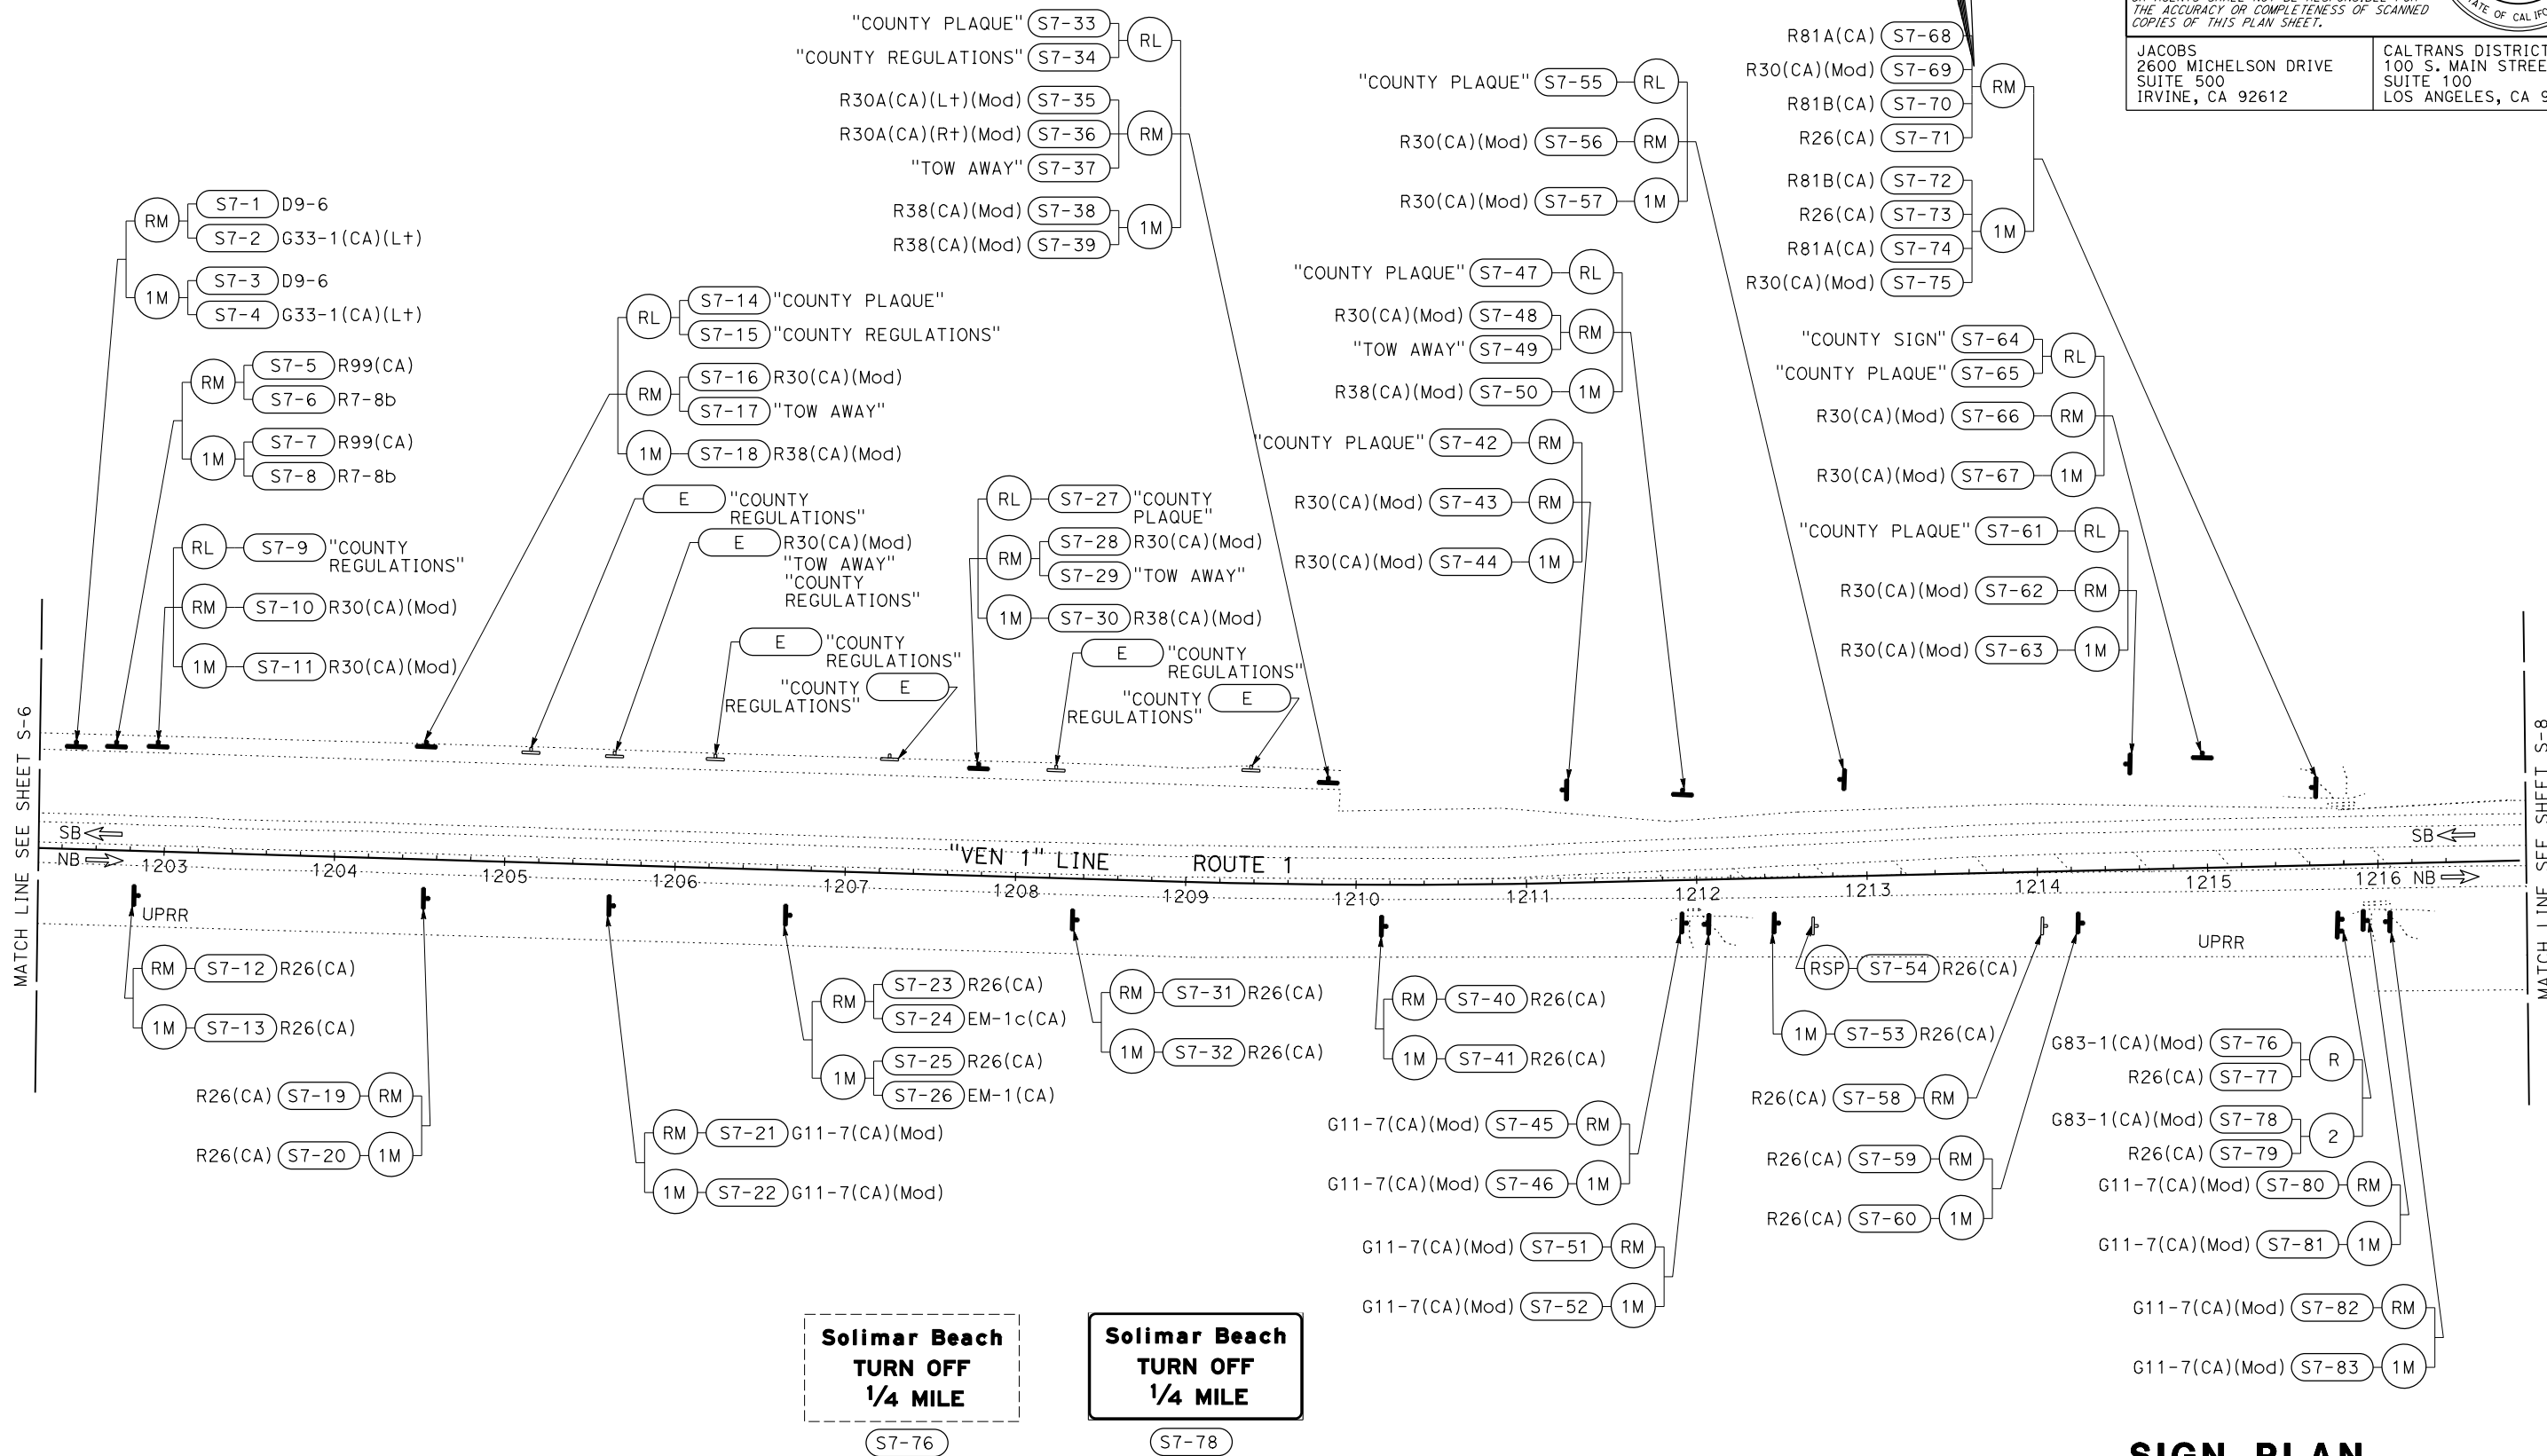 THE ACCURACY OR COMPLETENESS OF SCANNED
COPIES OF THIS PLAN SHEET.
JACOBS
2600 MICHELSON DRIVE
SUITE 500
IRVINE, CA 92612
CALTRANS DISTRICT
100 S. MAIN STREE
SUITE 100
LOS ANGELES, CA 9
RM
S7-1 D9-6
S7-2 G33-1(CA)(Lt)
1M
S7-3 D9-6
S7-4 G33-1(CA)(Lt)
RM
S7-5 R99(CA)
S7-6 R7-8b
1M
S7-7 R99(CA)
S7-8 R7-8b
RL S7-9 "COUNTY
REGULATIONS"
RM S7-10 R30(CA)(Mod)
1M S7-11 R30(CA)(Mod)
RL
S7-14 "COUNTY PLAQUE"
S7-15 "COUNTY REGULATIONS"
RM
S7-16 R30(CA)(Mod)
S7-17 "TOW AWAY"
1M S7-18 R38(CA)(Mod)
E "COUNTY
REGULATIONS"
E R30(CA)(Mod)
"TOW AWAY"
"COUNTY
REGULATIONS"
E "COUNTY
REGULATIONS"
"COUNTY E
REGULATIONS"
"COUNTY PLAQUE" S7-33
"COUNTY REGULATIONS" S7-34
RL
R30A(CA)(Lt)(Mod) S7-35
R30A(CA)(Rt)(Mod) S7-36 RM
"TOW AWAY" S7-37
R38(CA)(Mod) S7-38
R38(CA)(Mod) S7-39
1M
RL S7-27 "COUNTY
PLAQUE"
RM
S7-28 R30(CA)(Mod)
S7-29 "TOW AWAY"
1M S7-30 R38(CA)(Mod)
E "COUNTY
REGULATIONS"
"COUNTY E
REGULATIONS"
"COUNTY PLAQUE" S7-55 RL
R30(CA)(Mod) S7-56 RM
R30(CA)(Mod) S7-57 1M
"COUNTY PLAQUE" S7-47 RL
R30(CA)(Mod) S7-48
"TOW AWAY" S7-49
RM
R38(CA)(Mod) S7-50 1M
"COUNTY PLAQUE" S7-42 RM
R30(CA)(Mod) S7-43 RM
R30(CA)(Mod) S7-44 1M
R81A(CA) S7-68
R30(CA)(Mod) S7-69
R81B(CA) S7-70
R26(CA) S7-71
RM
R81B(CA) S7-72
R26(CA) S7-73
R81A(CA) S7-74
R30(CA)(Mod) S7-75
1M
"COUNTY SIGN" S7-64
"COUNTY PLAQUE" S7-65
RL
R30(CA)(Mod) S7-66 RM
R30(CA)(Mod) S7-67 1M
"COUNTY PLAQUE" S7-61 RL
R30(CA)(Mod) S7-62 RM
R30(CA)(Mod) S7-63 1M
MATCH LINE SEE SHEET S-6
MATCH LINE SEE SHEET S-8
SB
NB
"VEN 1" LINE ROUTE 1
SB
NB
1203 1204 1205 1206 1207 1208 1209 1210 1211 1212 1213 1214 1215 1216
UPRR
UPRR
RM S7-12 R26(CA)
1M S7-13 R26(CA)
R26(CA) S7-19 RM
R26(CA) S7-20 1M
RM S7-21 G11-7(CA)(Mod)
1M S7-22 G11-7(CA)(Mod)
RM
S7-23 R26(CA)
S7-24 EM-1c(CA)
1M
S7-25 R26(CA)
S7-26 EM-1(CA)
RM S7-31 R26(CA)
1M S7-32 R26(CA)
RM S7-40 R26(CA)
1M S7-41 R26(CA)
G11-7(CA)(Mod) S7-45 RM
G11-7(CA)(Mod) S7-46 1M
G11-7(CA)(Mod) S7-51 RM
G11-7(CA)(Mod) S7-52 1M
RSP S7-54 R26(CA)
1M S7-53 R26(CA)
R26(CA) S7-58 RM
R26(CA) S7-59 RM
R26(CA) S7-60 1M
G83-1(CA)(Mod) S7-76
R26(CA) S7-77
R
G83-1(CA)(Mod) S7-78
R26(CA) S7-79
2
G11-7(CA)(Mod) S7-80 RM
G11-7(CA)(Mod) S7-81 1M
G11-7(CA)(Mod) S7-82 RM
G11-7(CA)(Mod) S7-83 1M
Solimar Beach
TURN OFF
1/4 MILE
S7-76
Solimar Beach
TURN OFF
1/4 MILE
S7-78
SIGN PLAN